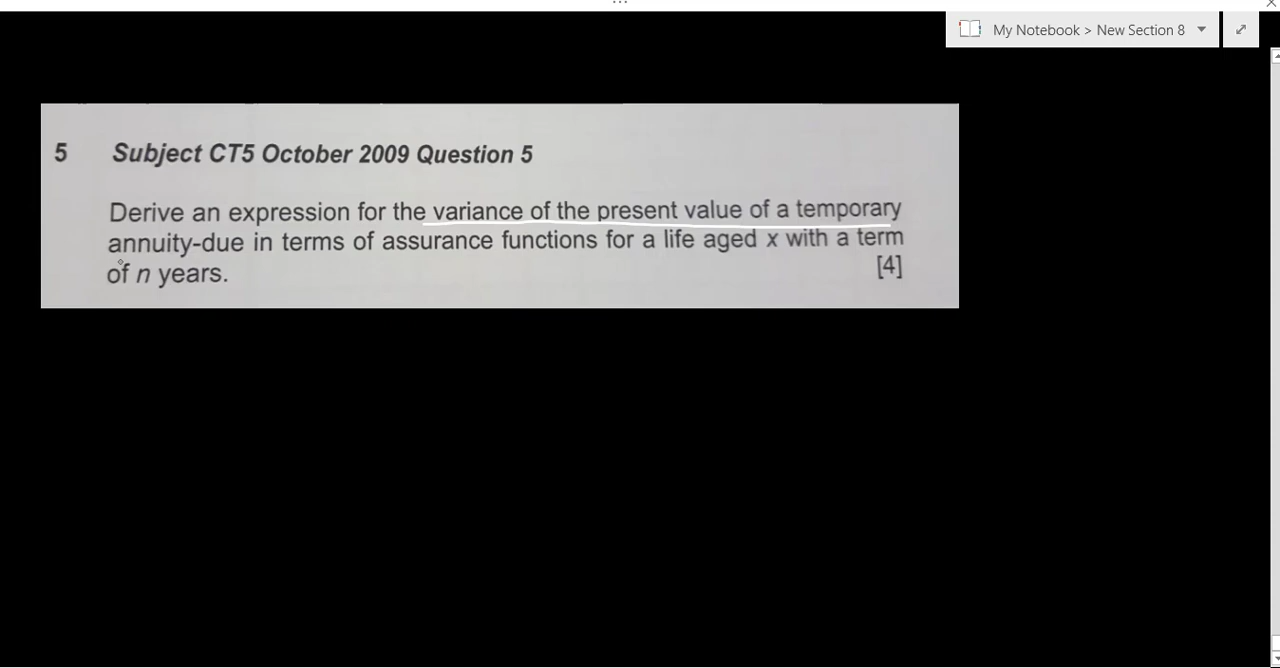 ...
My Notebook > New Section 8
5 Subject CT5 October 2009 Question 5
Derive an expression for the variance of the present value of a temporary
annuity-due in terms of assurance functions for a life aged x with a term
of n years.
[4]